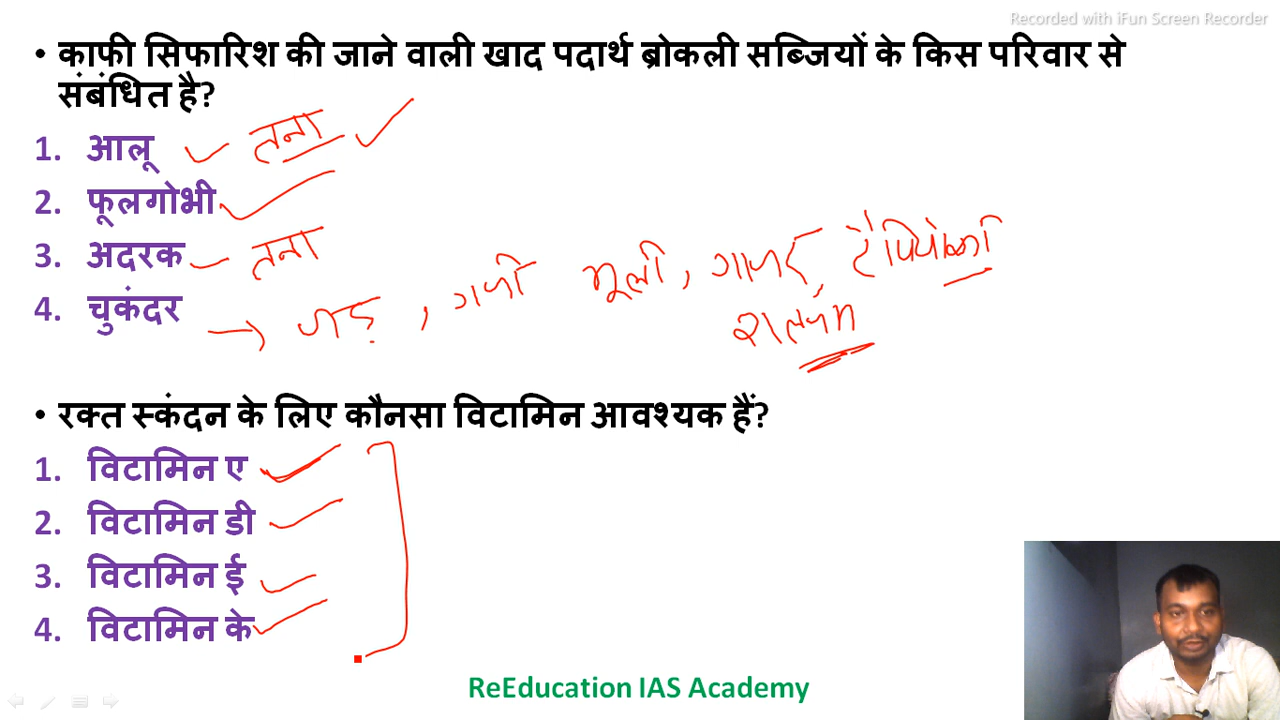 Recorded with iFun Screen Recorder
• काफी सिफारिश की जाने वाली खाद पदार्थ ब्रोकली सब्जियों के किस परिवार से
संबंधित है?
1. आलू तना
2. फूलगोभी
3. अदरक तना
4. चुकंदर → जड़, मूली, गाजर, टैपियोका
शलजम
• रक्त स्कंदन के लिए कौनसा विटामिन आवश्यक हैं?
1. विटामिन ए
2. विटामिन डी
3. विटामिन ई
4. विटामिन के
ReEducation IAS Academy